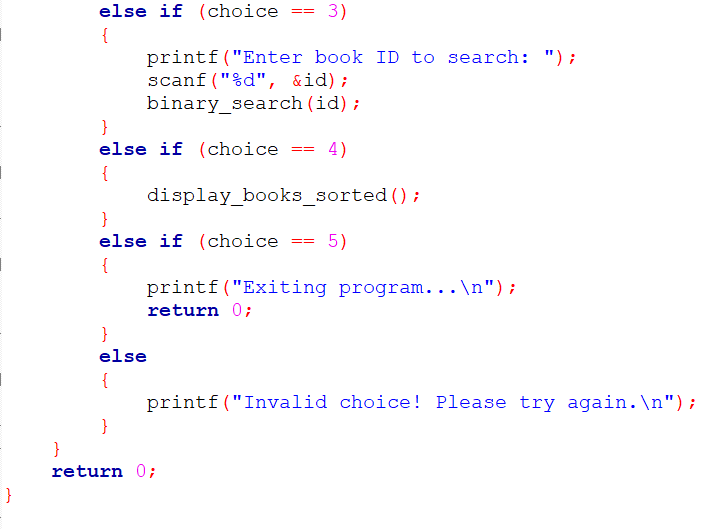 else if (choice == 3)
{
printf("Enter book ID to search: ");
scanf("%d", &id);
binary_search(id);
}
else if (choice == 4)
{
display_books_sorted();
}
else if (choice == 5)
{
printf("Exiting program...\n");
return 0;
}
else
{
printf("Invalid choice! Please try again.\n");
}
}
return 0;
}